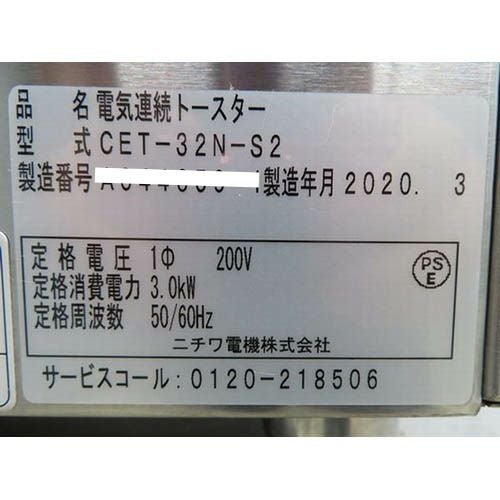 品 名 電気連続トースター
型 式 CET-32N-S2
製造番号 製造年月 2020. 3
定格電圧 1Φ 200V
定格消費電力 3.0kW
定格周波数 50/60Hz
PS
E
ニチワ電機株式会社
サービスコール:0120-218506